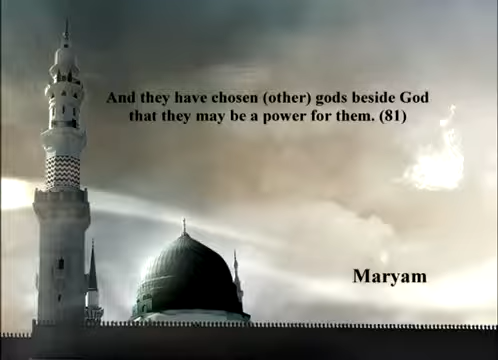 And they have chosen (other) gods beside God
that they may be a power for them. (81)
Maryam